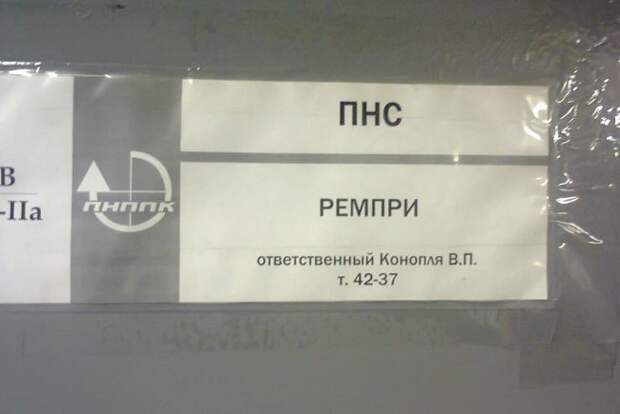 В
-IIа
ПНППК
ПНС
РЕМПРИ
ответственный Конопля В.П.
т. 42-37